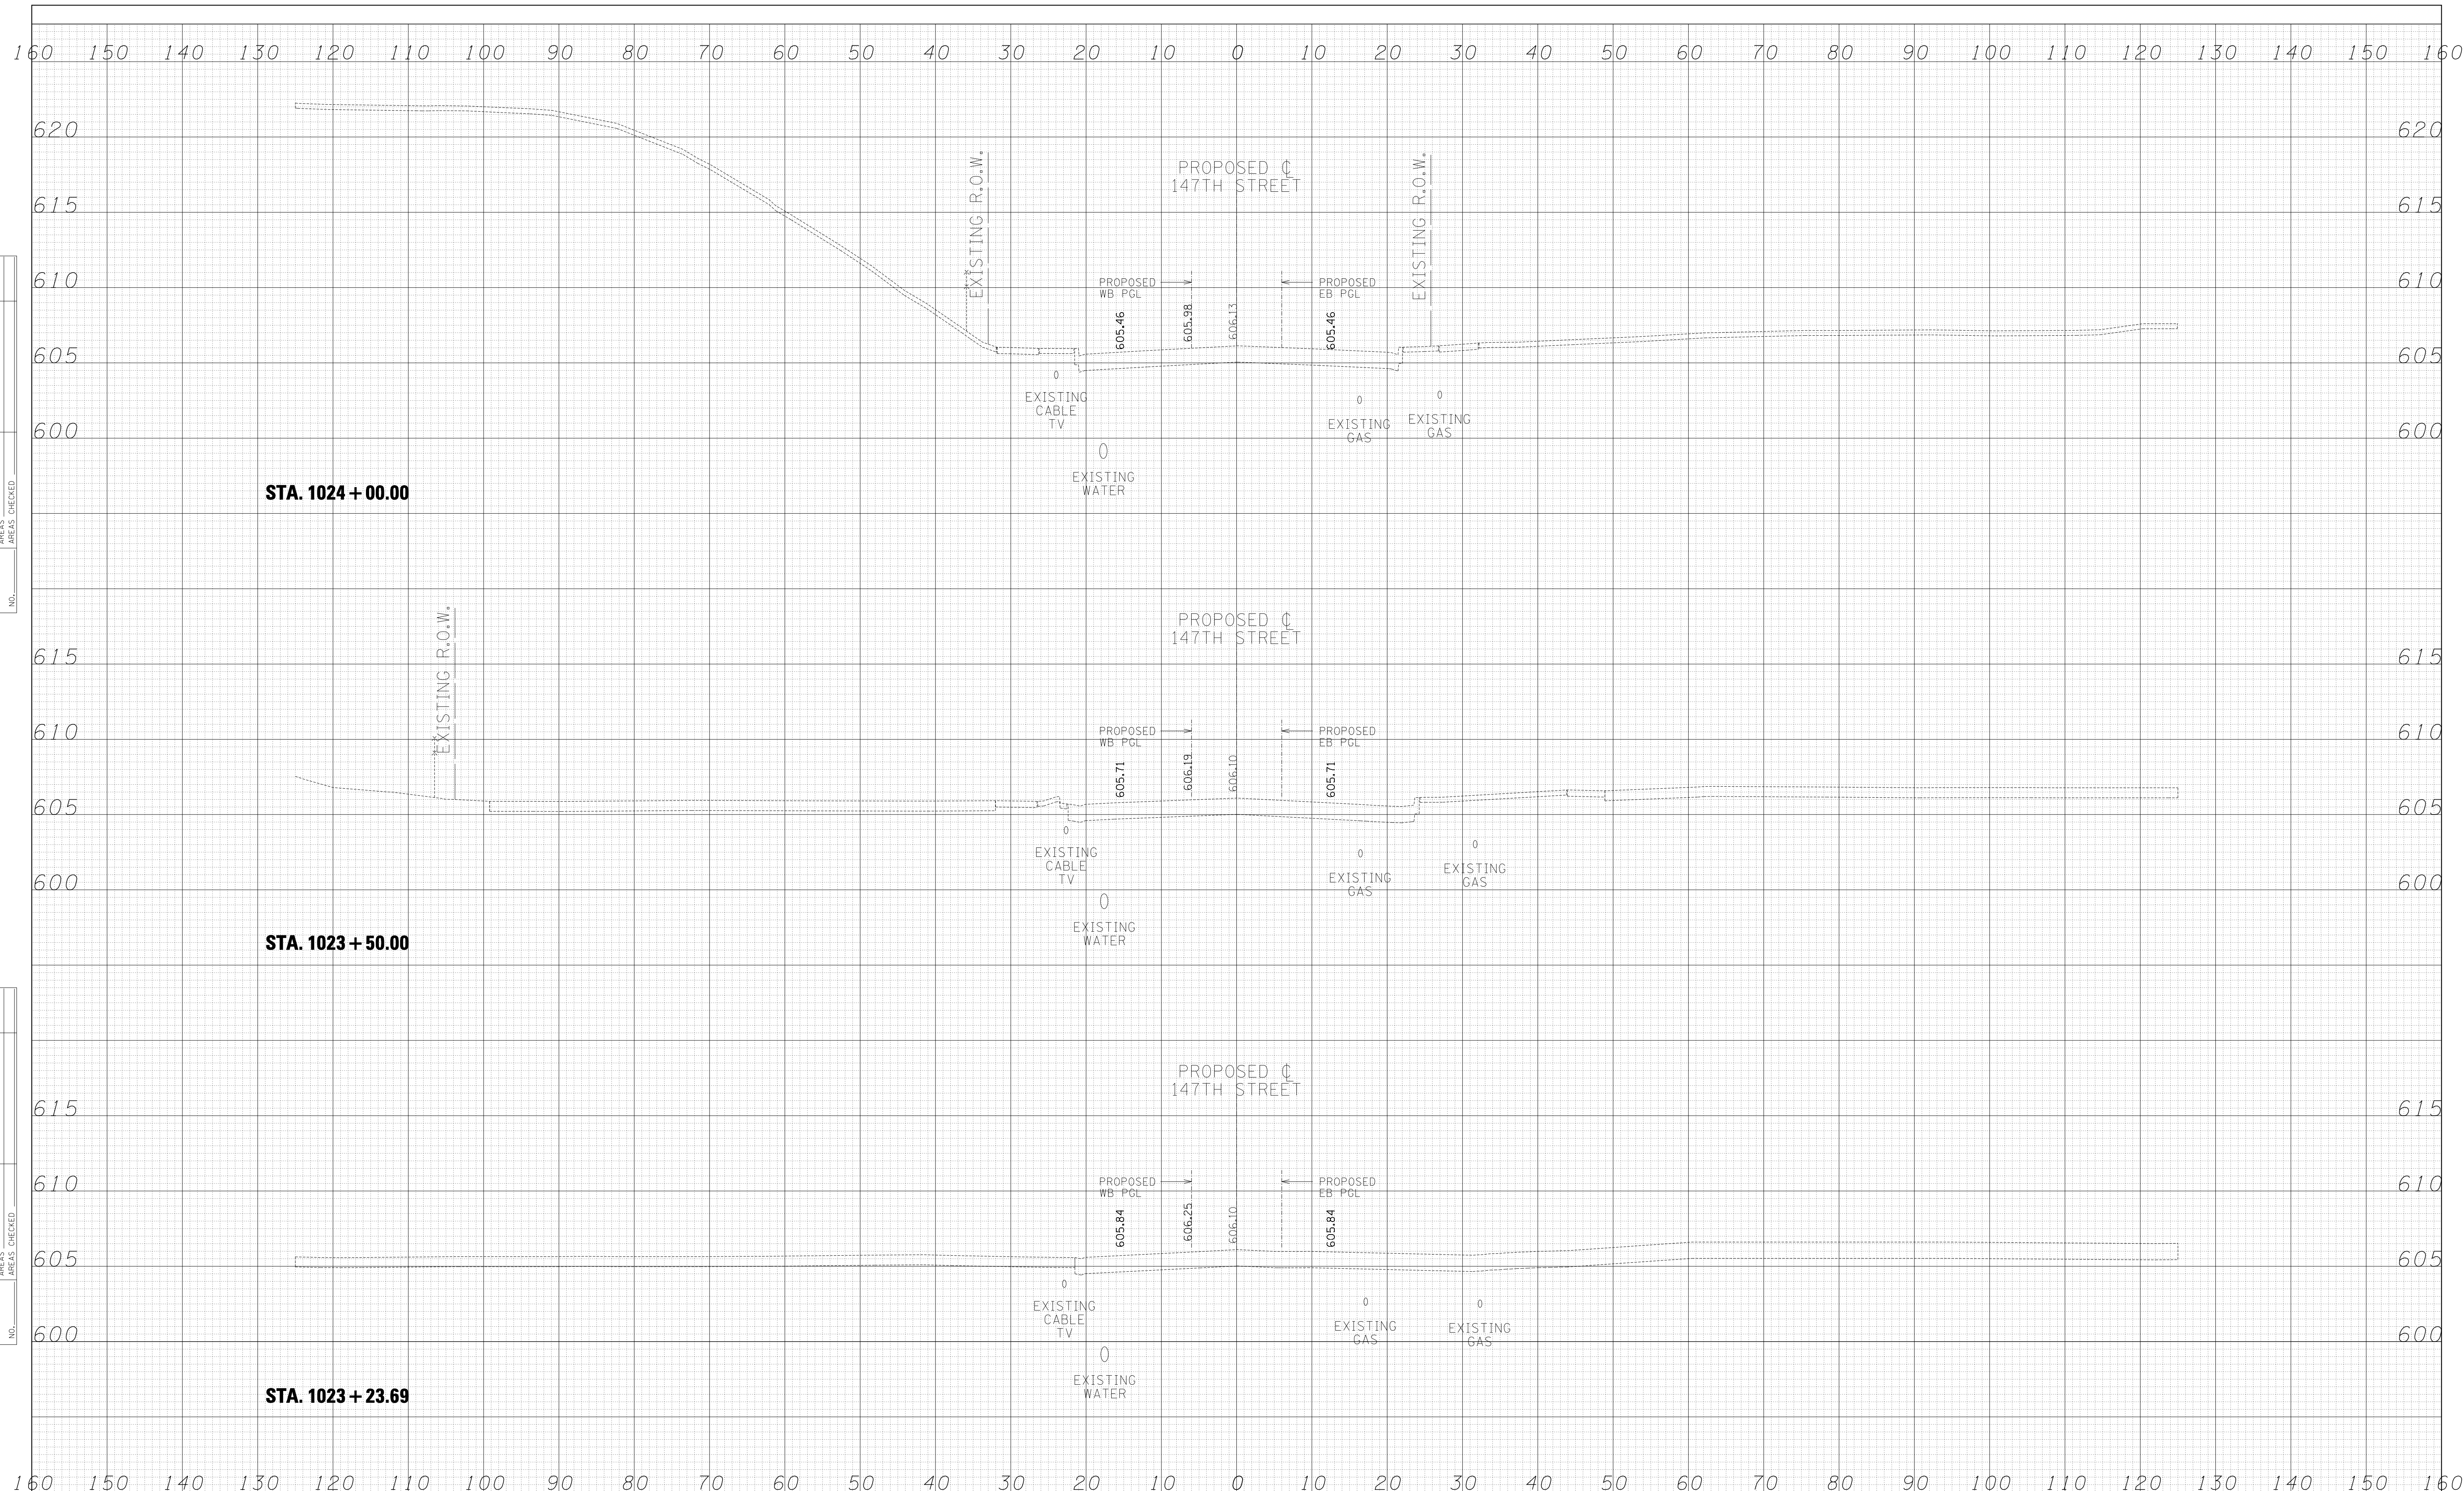 160 150 140 130 120 110 100 90 80 70 60 50 40 30 20 10 0 10 20 30 40 50 60 70 80 90 100 110 120 130 140 150 160
620 620
EXISTING R.O.W.
PROPOSED ℄
147TH STREET
EXISTING R.O.W.
615 615
610 610
PROPOSED
WB PGL
PROPOSED
EB PGL
605.46 605.98 606.13 605.46
605 605
EXISTING
CABLE
TV
EXISTING
GAS
EXISTING
GAS
600 600
EXISTING
WATER
STA. 1024+00.00
AREAS
AREAS CHECKED
NO.
EXISTING R.O.W.
PROPOSED ℄
147TH STREET
615 615
610 610
PROPOSED
WB PGL
PROPOSED
EB PGL
605.71 606.19 606.10 605.71
605 605
EXISTING
CABLE
TV
EXISTING
GAS
EXISTING
GAS
600 600
EXISTING
WATER
STA. 1023+50.00
PROPOSED ℄
147TH STREET
615 615
610 610
PROPOSED
WB PGL
PROPOSED
EB PGL
605.84 606.25 606.10 605.84
605 605
AREAS
AREAS CHECKED
NO.
EXISTING
CABLE
TV
EXISTING
GAS
EXISTING
GAS
600 600
EXISTING
WATER
STA. 1023+23.69
160 150 140 130 120 110 100 90 80 70 60 50 40 30 20 10 0 10 20 30 40 50 60 70 80 90 100 110 120 130 140 150 160